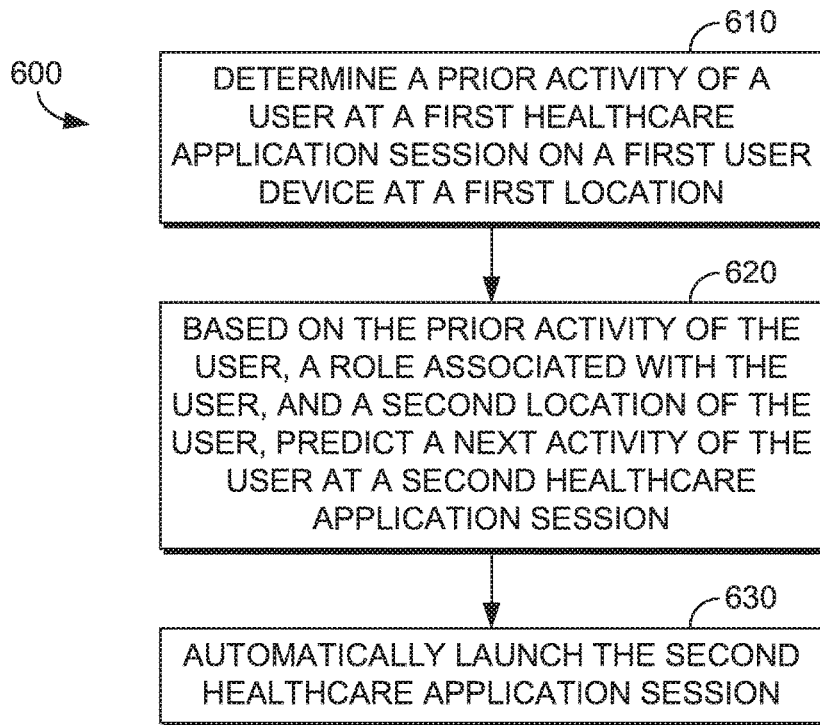 610
600
DETERMINE A PRIOR ACTIVITY OF A
USER AT A FIRST HEALTHCARE
APPLICATION SESSION ON A FIRST USER
DEVICE AT A FIRST LOCATION
620
BASED ON THE PRIOR ACTIVITY OF THE
USER, A ROLE ASSOCIATED WITH THE
USER, AND A SECOND LOCATION OF THE
USER, PREDICT A NEXT ACTIVITY OF THE
USER AT A SECOND HEALTHCARE
APPLICATION SESSION
630
AUTOMATICALLY LAUNCH THE SECOND
HEALTHCARE APPLICATION SESSION